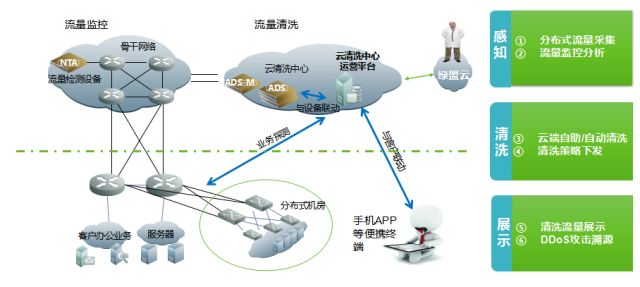 流量监控
流量清洗
骨干网络
NTA
流量检测设备
云清洗中心
ADS-M
ADS
云清洗中心
运营平台
与设备联动
绿盟云
业务探测
与客户联动
客户办公业务
服务器
分布式机房
手机APP
等便携终
端
感知
① 分布式流量采集
② 流量监控分析
清洗
③ 云端自助/自动清洗
④ 清洗策略下发
展示
⑤ 清洗流量展示
⑥ DDoS攻击溯源